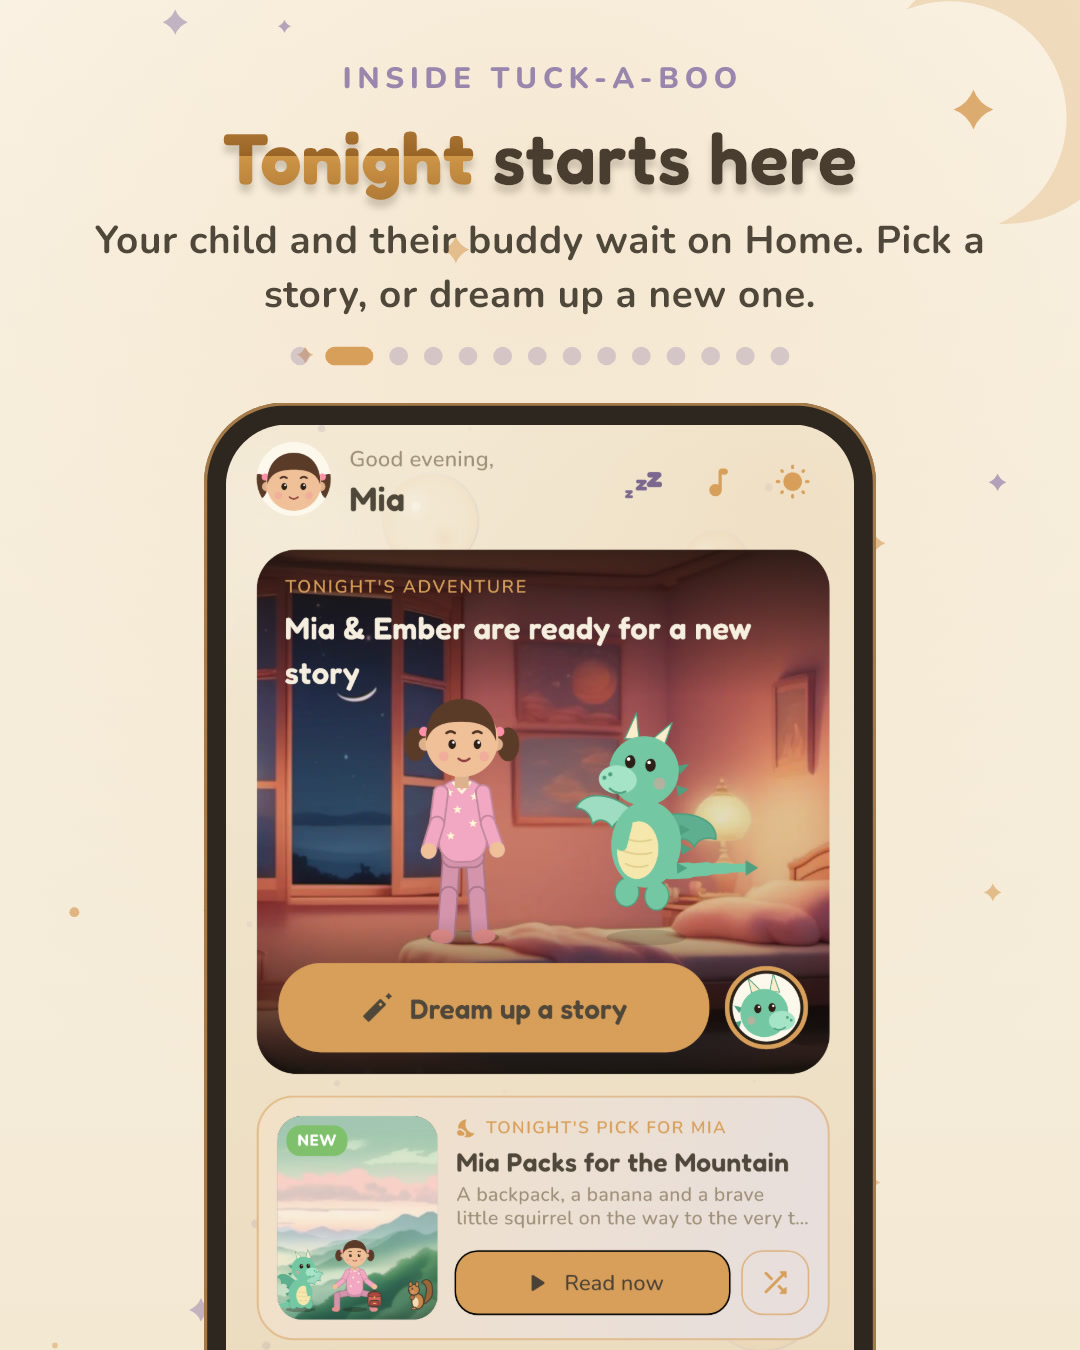 INSIDE TUCK-A-BOO
Tonight starts here
Your child and their buddy wait on Home. Pick a
story, or dream up a new one.
Good evening,
Mia
zzz
TONIGHT'S ADVENTURE
Mia & Ember are ready for a new
story
Dream up a story
NEW
TONIGHT'S PICK FOR MIA
Mia Packs for the Mountain
A backpack, a banana and a brave
little squirrel on the way to the very t...
Read now